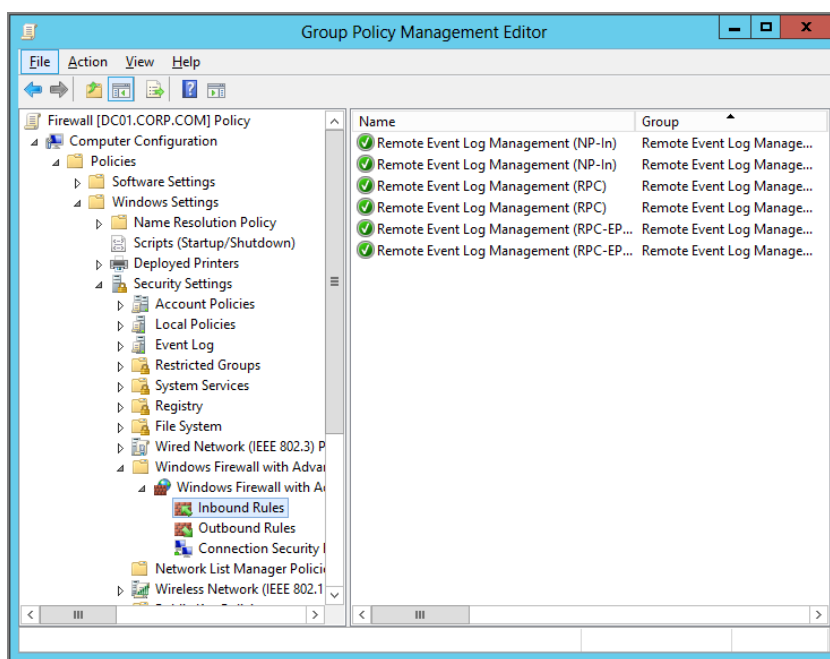 Group Policy Management Editor
File Action View Help
Firewall [DC01.CORP.COM] Policy
Computer Configuration
Policies
Software Settings
Windows Settings
Name Resolution Policy
Scripts (Startup/Shutdown)
Deployed Printers
Security Settings
Account Policies
Local Policies
Event Log
Restricted Groups
System Services
Registry
File System
Wired Network (IEEE 802.3) P
Windows Firewall with Advan
Windows Firewall with A
Inbound Rules
Outbound Rules
Connection Security
Network List Manager Polici
Wireless Network (IEEE 802.1
Name Group
Remote Event Log Management (NP-In) Remote Event Log Manage...
Remote Event Log Management (NP-In) Remote Event Log Manage...
Remote Event Log Management (RPC) Remote Event Log Manage...
Remote Event Log Management (RPC) Remote Event Log Manage...
Remote Event Log Management (RPC-EP... Remote Event Log Manage...
Remote Event Log Management (RPC-EP... Remote Event Log Manage...